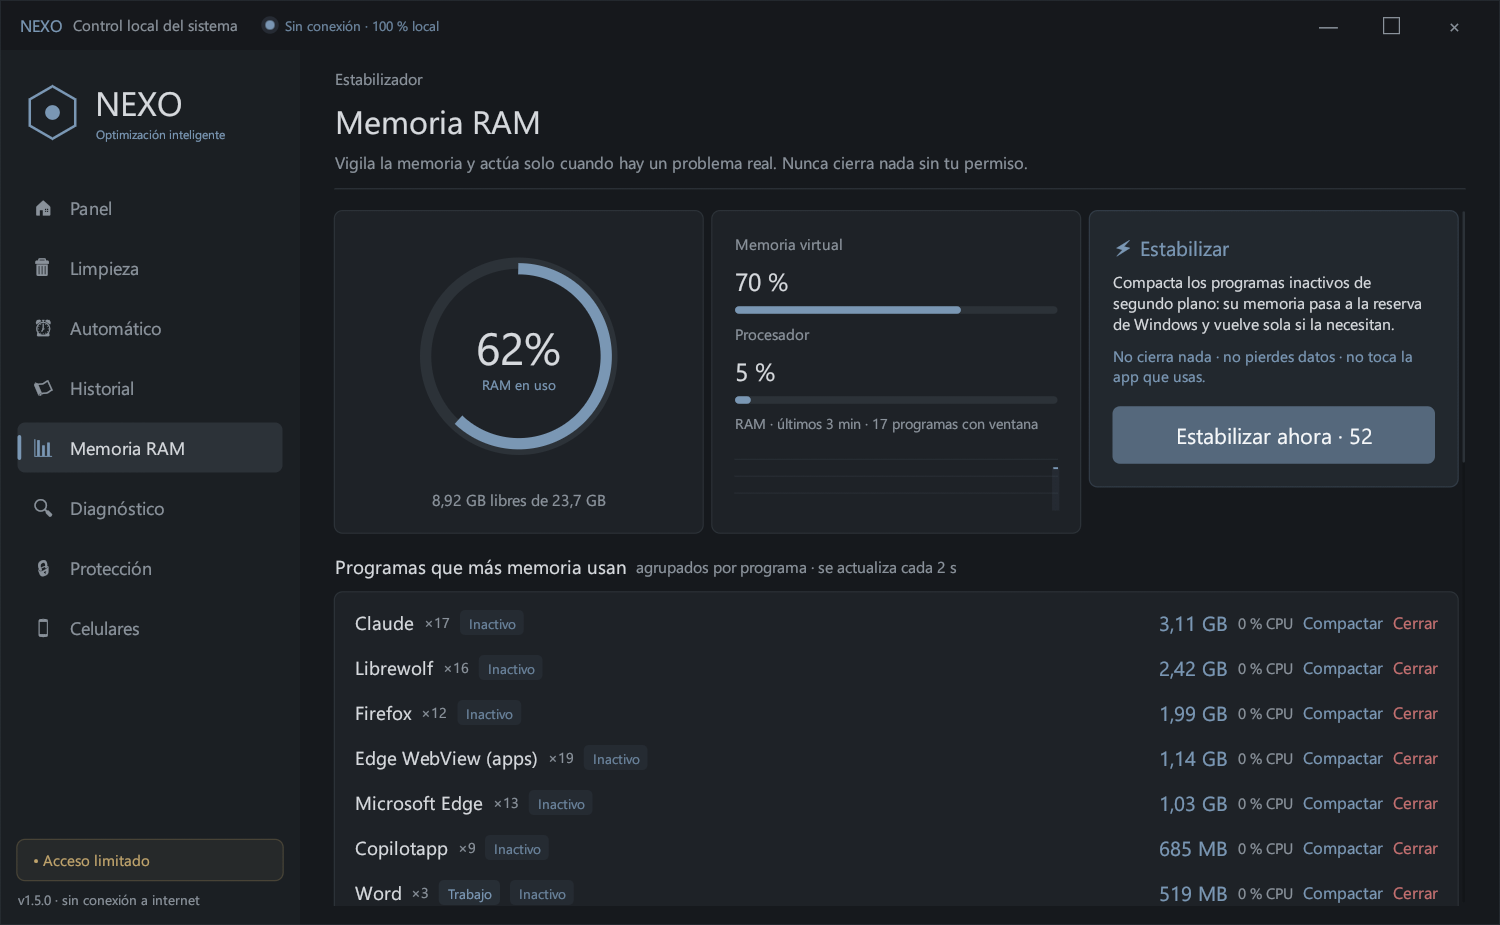 NEXO Control local del sistema Sin conexión · 100 % local
NEXO
Optimización inteligente
Panel
Limpieza
Automático
Historial
Memoria RAM
Diagnóstico
Protección
Celulares
• Acceso limitado
v1.5.0 · sin conexión a internet
Estabilizador
Memoria RAM
Vigila la memoria y actúa solo cuando hay un problema real. Nunca cierra nada sin tu permiso.
62%
RAM en uso
8,92 GB libres de 23,7 GB
Memoria virtual
70 %
Procesador
5 %
RAM · últimos 3 min · 17 programas con ventana
Estabilizar
Compacta los programas inactivos de
segundo plano: su memoria pasa a la reserva
de Windows y vuelve sola si la necesitan.
No cierra nada · no pierdes datos · no toca la
app que usas.
Estabilizar ahora · 52
Programas que más memoria usan agrupados por programa · se actualiza cada 2 s
Claude ×17 Inactivo 3,11 GB 0 % CPU Compactar Cerrar
Librewolf ×16 Inactivo 2,42 GB 0 % CPU Compactar Cerrar
Firefox ×12 Inactivo 1,99 GB 0 % CPU Compactar Cerrar
Edge WebView (apps) ×19 Inactivo 1,14 GB 0 % CPU Compactar Cerrar
Microsoft Edge ×13 Inactivo 1,03 GB 0 % CPU Compactar Cerrar
Copilotapp ×9 Inactivo 685 MB 0 % CPU Compactar Cerrar
Word ×3 Trabajo Inactivo 519 MB 0 % CPU Compactar Cerrar